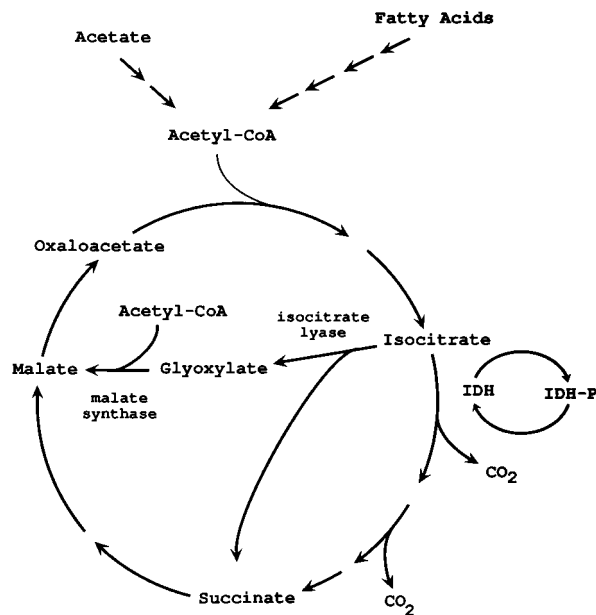 Fatty Acids
Acetate
Acetyl-CoA
Oxaloacetate
Acetyl-CoA
isocitrate
lyase
Isocitrate
Malate
Glyoxylate
malate
synthase
IDH
IDH-P
CO2
Succinate
CO2